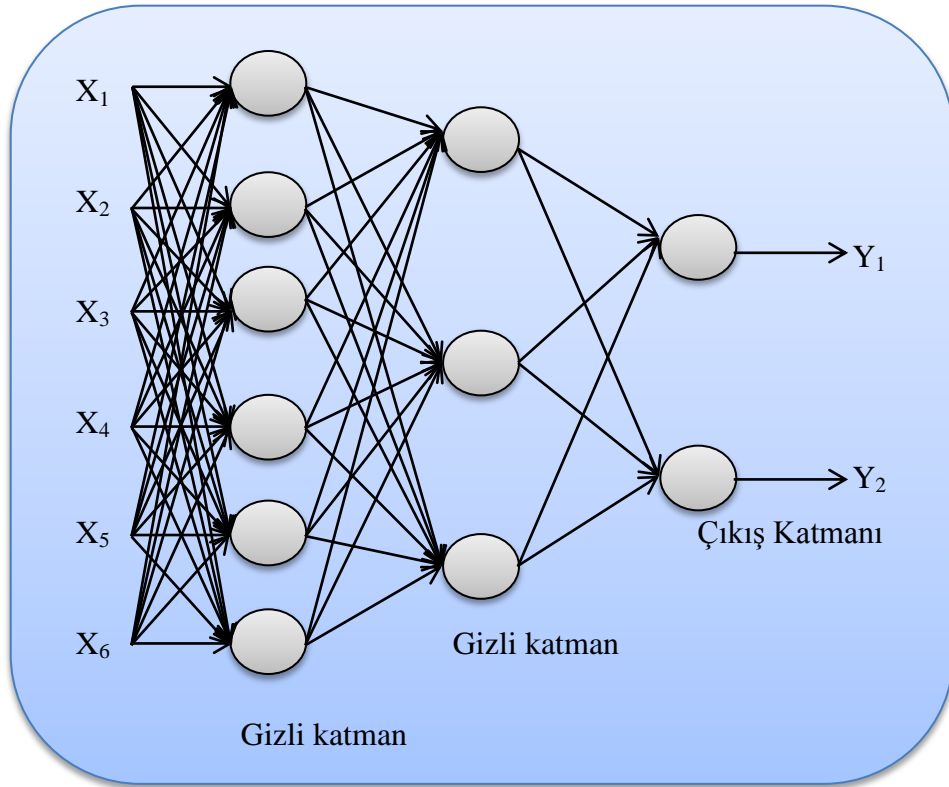 X₁
X₂
X₃
X₄
X₅
X₆
Y₁
Y₂
Çıkış Katmanı
Gizli katman
Gizli katman